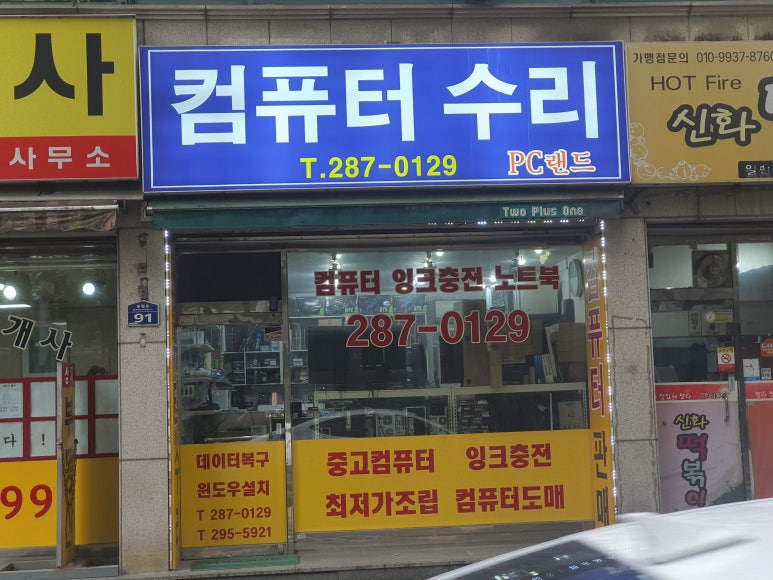 사
사무소
컴퓨터 수리
T.287-0129 PC랜드
가맹점문의 010-9937-8760
HOT Fire
신화
Two Plus One
컴퓨터 잉크충전 노트북
287-0129
91
개사
다!
99
데이터복구
윈도우설치
T 287-0129
T 295-5921
중고컴퓨터 잉크충전
최저가조립 컴퓨터도매
컴퓨터
신화
떡볶이